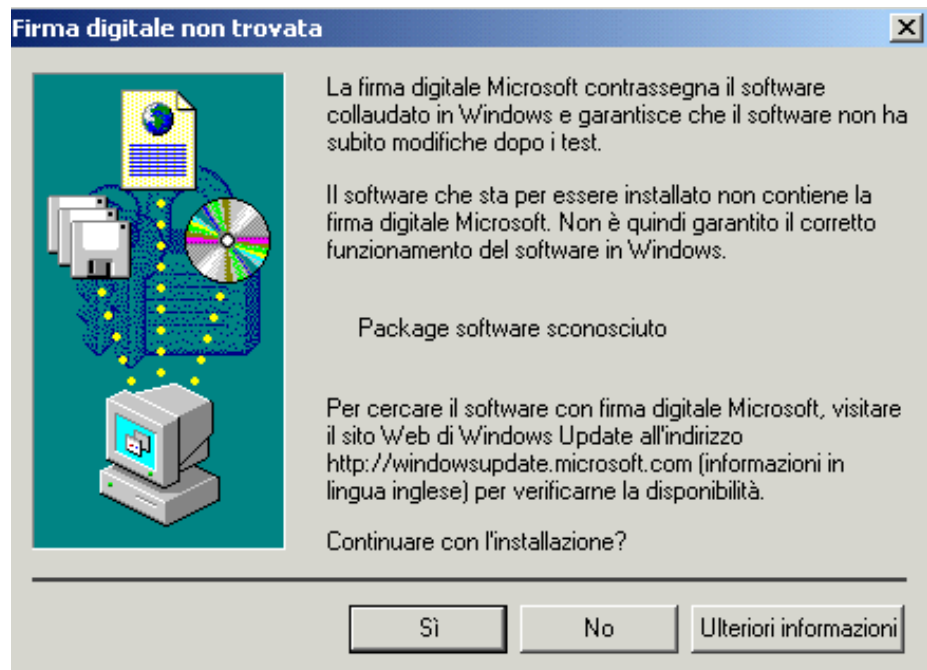 Firma digitale non trovata
La firma digitale Microsoft contrassegna il software
collaudato in Windows e garantisce che il software non ha
subito modifiche dopo i test.
Il software che sta per essere installato non contiene la
firma digitale Microsoft. Non è quindi garantito il corretto
funzionamento del software in Windows.
Package software sconosciuto
Per cercare il software con firma digitale Microsoft, visitare
il sito Web di Windows Update all'indirizzo
http://windowsupdate.microsoft.com (informazioni in
lingua inglese) per verificarne la disponibilità.
Continuare con l'installazione?
Sì
No
Ulteriori informazioni